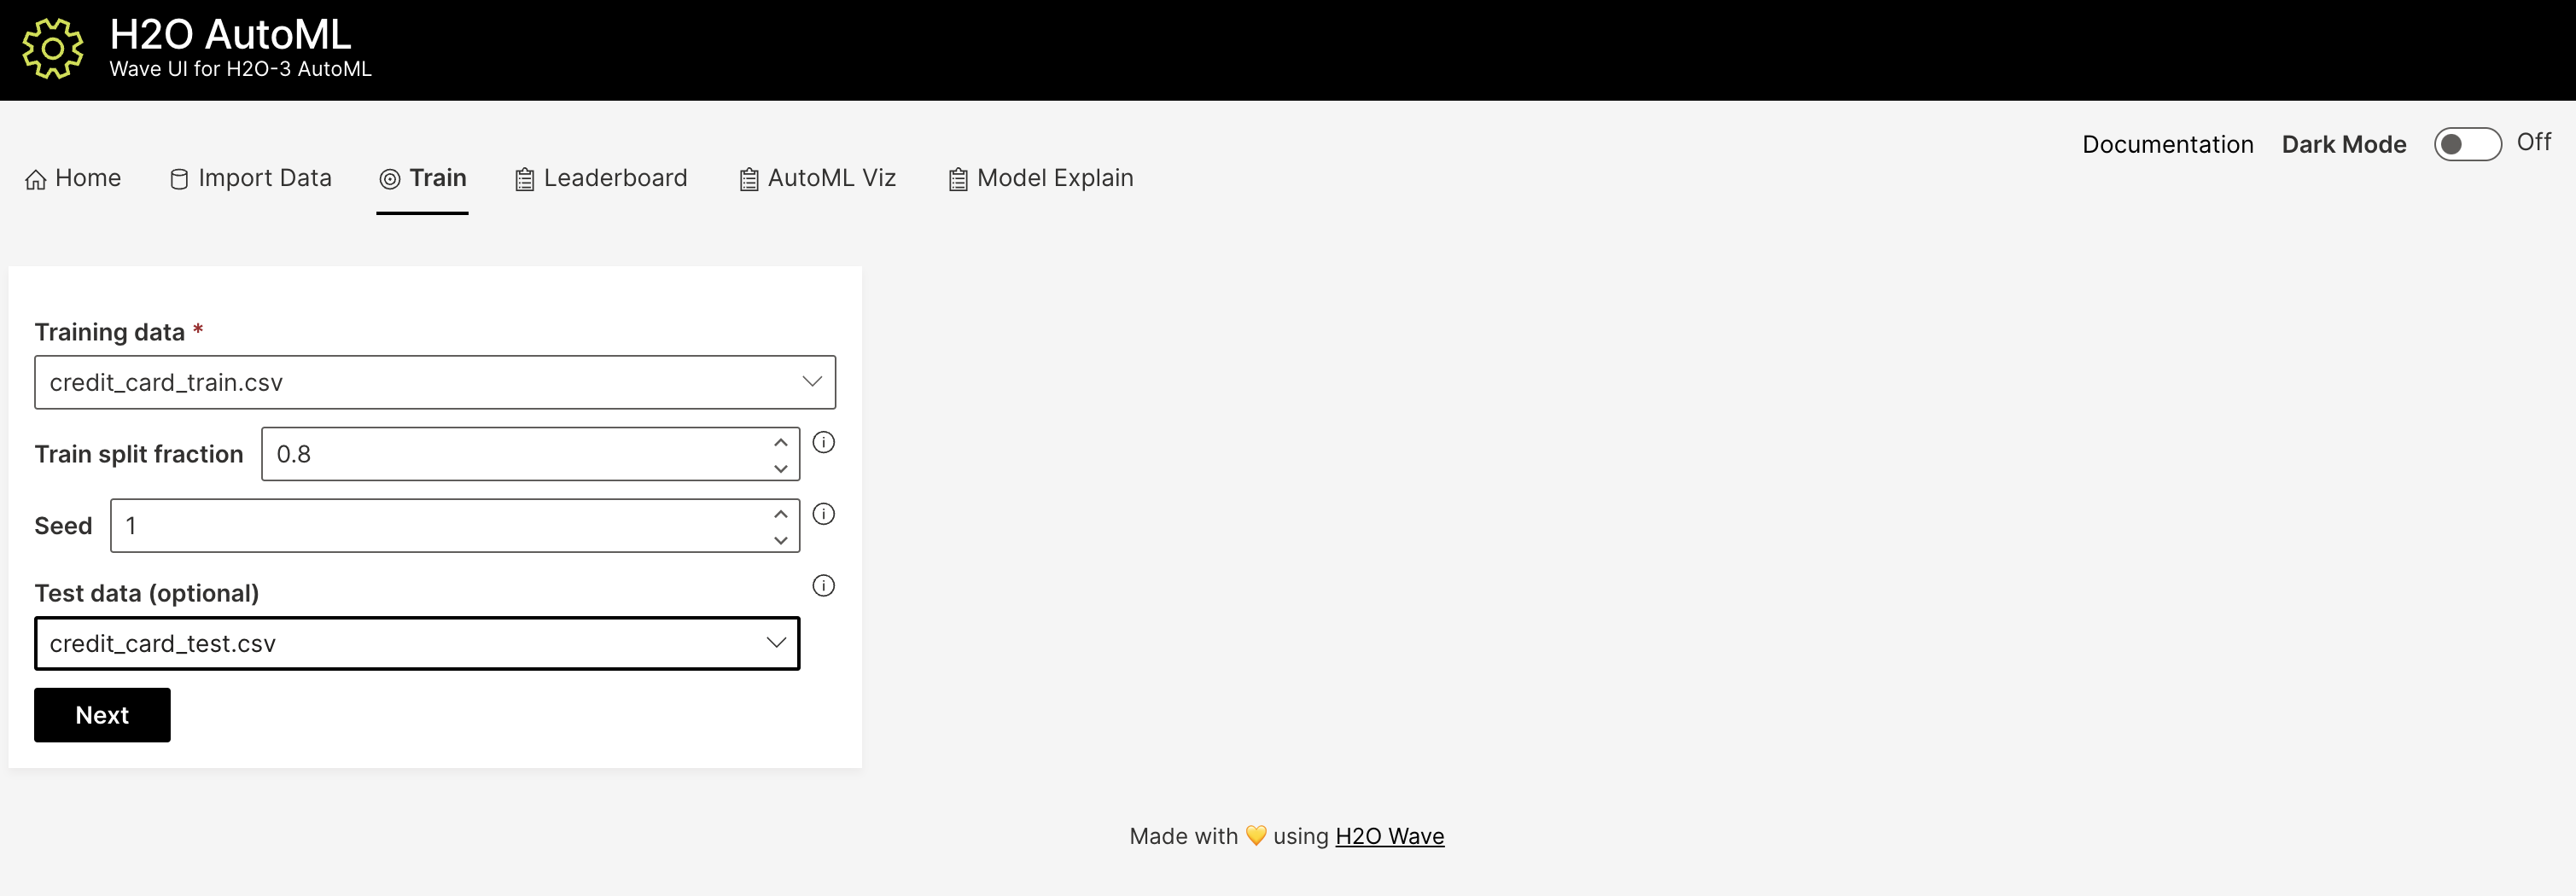 H2O AutoML
Wave UI for H2O-3 AutoML
Documentation Dark Mode Off
Home Import Data Train Leaderboard AutoML Viz Model Explain
Training data *
credit_card_train.csv
Train split fraction 0.8
Seed 1
Test data (optional)
credit_card_test.csv
Next
Made with 💛 using H2O Wave